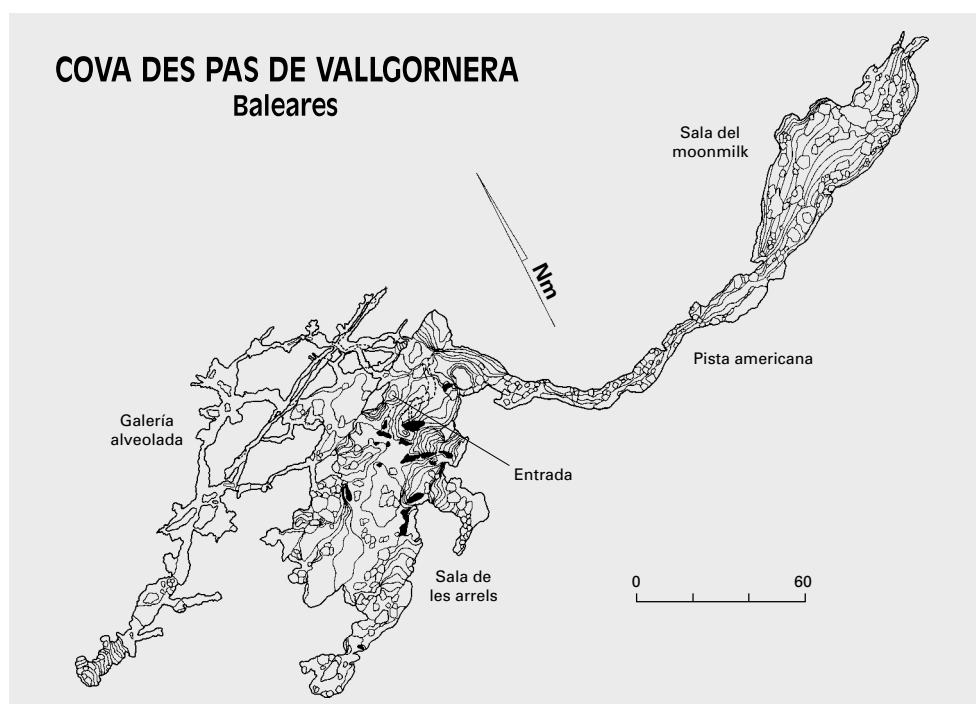 COVA DES PAS DE VALLGORNERA
Baleares
Sala del
moonmilk
Nm
Pista americana
Galería
alveolada
Entrada
Sala de
les arrels
0 60